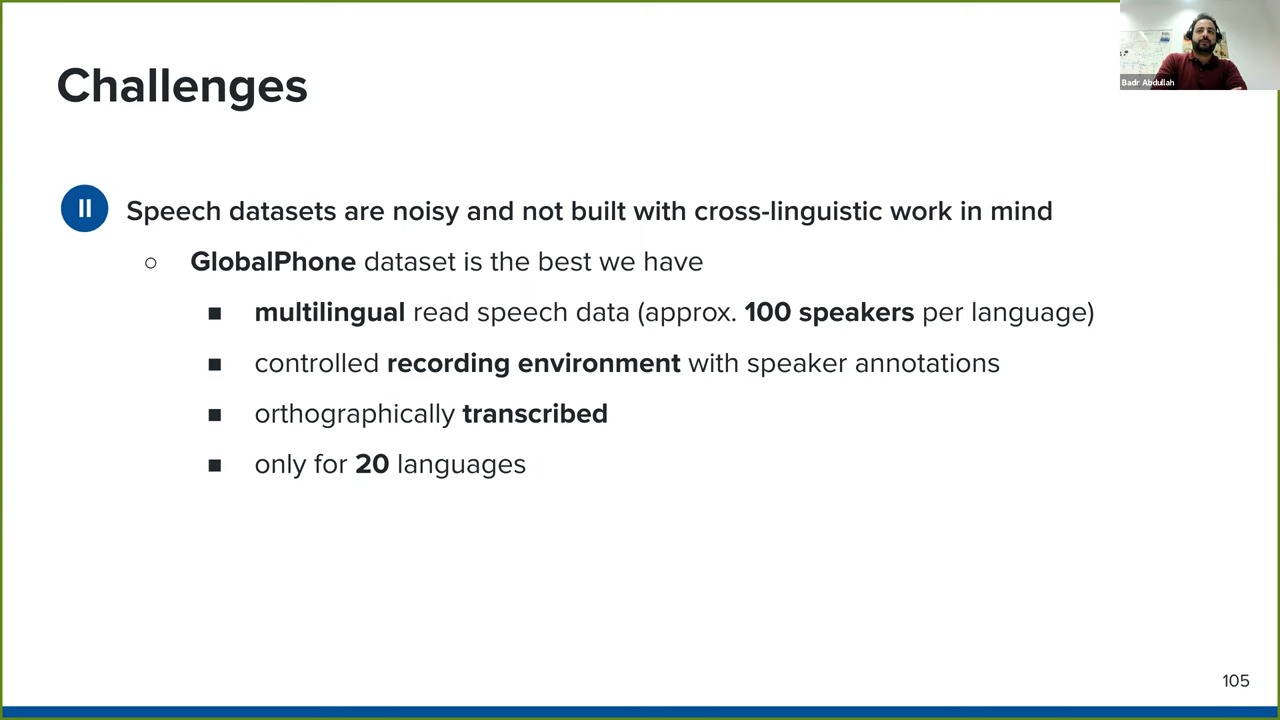 Challenges
Badr Abdullah
II Speech datasets are noisy and not built with cross-linguistic work in mind
○ GlobalPhone dataset is the best we have
■ multilingual read speech data (approx. 100 speakers per language)
■ controlled recording environment with speaker annotations
■ orthographically transcribed
■ only for 20 languages
105